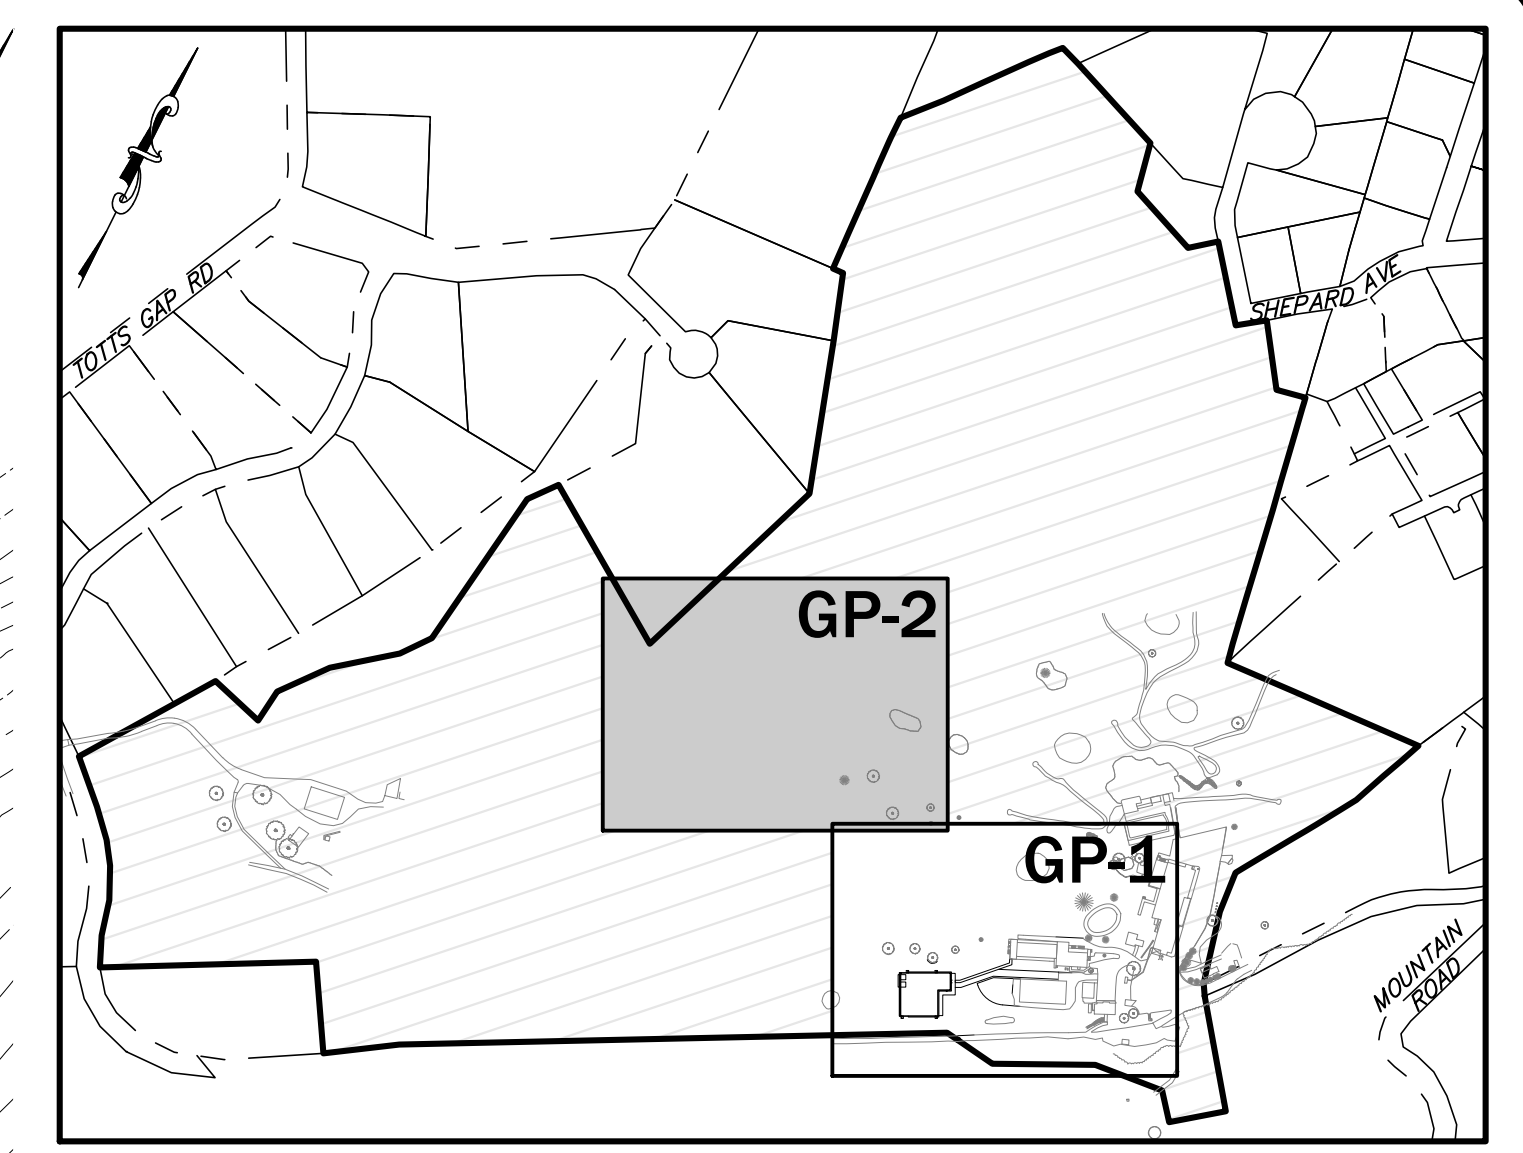 TOTTS GAP RD
SHEPARD AVE
GP-2
GP-1
MOUNTAIN
ROAD